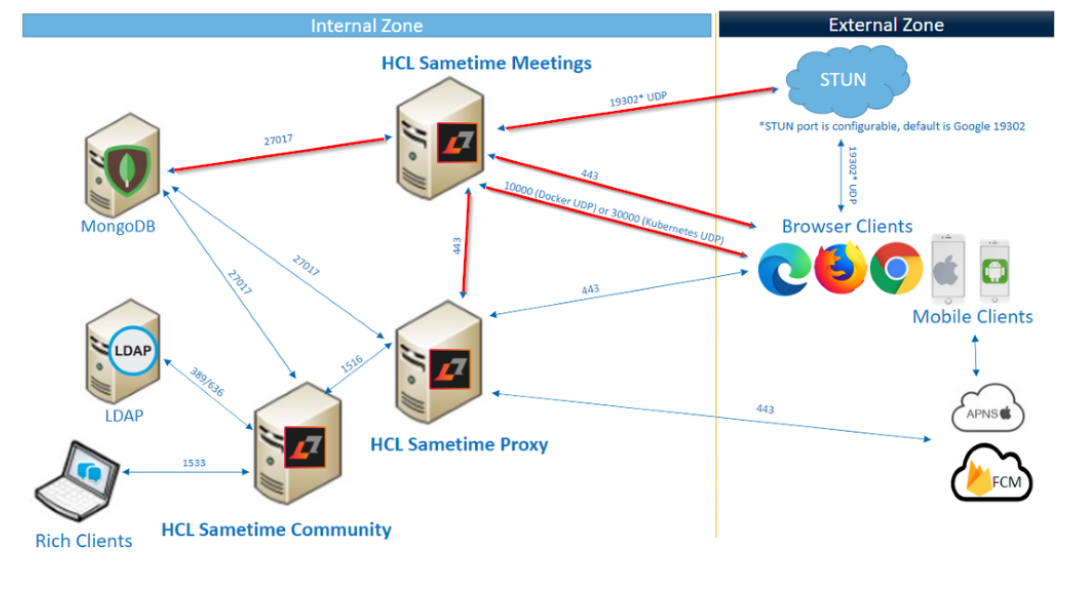 Internal Zone
External Zone
HCL Sametime Meetings
STUN
19302* UDP
*STUN port is configurable, default is Google 19302
27017
443
10000 (Docker UDP) or 30000 (Kubernetes UDP)
19302* UDP
MongoDB
Browser Clients
27017
27017
443
443
Mobile Clients
LDAP
LDAP
389/636
1516
443
APNS
HCL Sametime Proxy
1533
FCM
HCL Sametime Community
Rich Clients